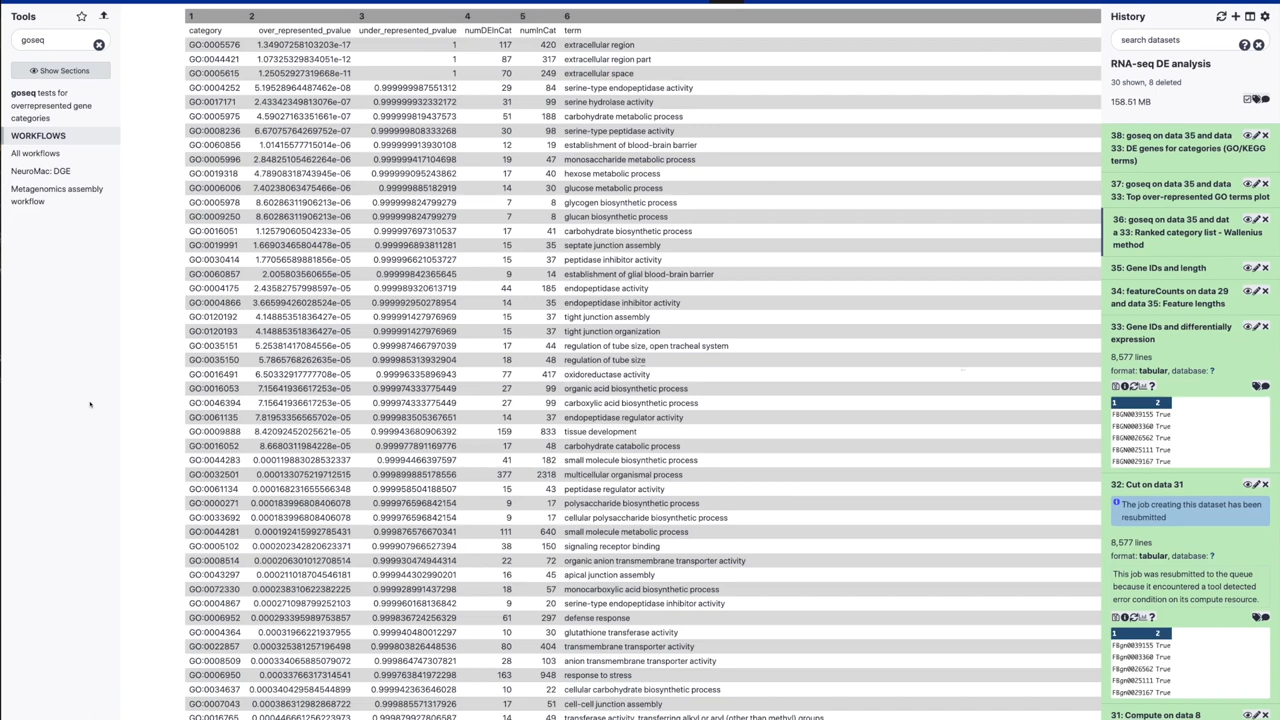 Tools
goseq
Show Sections
goseq tests for
overrepresented gene
categories
WORKFLOWS
All workflows
NeuroMac: DGE
Metagenomics assembly
workflow
1 2 3 4 5 6
category over_represented_pvalue under_represented_pvalue numDEInCat numInCat term
GO:0005576 1.34907258103203e-17 1 117 420 extracellular region
GO:0044421 1.07325329834051e-12 1 87 317 extracellular region part
GO:0005615 1.25052927319668e-11 1 70 249 extracellular space
GO:0004252 5.19528964487462e-08 0.999999987551312 29 84 serine-type endopeptidase activity
GO:0017171 2.43342349813076e-07 0.999999932332172 31 99 serine hydrolase activity
GO:0005975 4.59027163351661e-07 0.999999819437573 51 188 carbohydrate metabolic process
GO:0008236 6.67075764269752e-07 0.999999808333268 30 98 serine-type peptidase activity
GO:0060856 1.01415577715014e-06 0.999999913930108 12 19 establishment of blood-brain barrier
GO:0005996 2.84825105462264e-06 0.999999417104698 19 47 monosaccharide metabolic process
GO:0019318 4.78908318743945e-06 0.999999095243862 17 40 hexose metabolic process
GO:0006006 7.40238063475466e-06 0.99999885182919 14 30 glucose metabolic process
GO:0005978 8.60286311906213e-06 0.999999824799279 7 8 glycogen biosynthetic process
GO:0009250 8.60286311906213e-06 0.999999824799279 7 8 glucan biosynthetic process
GO:0016051 1.12579060504233e-05 0.999997697310537 17 41 carbohydrate biosynthetic process
GO:0019991 1.66903465804478e-05 0.999996893811281 15 35 septate junction assembly
GO:0030414 1.77056589881856e-05 0.999996621053727 15 37 peptidase inhibitor activity
GO:0060857 2.005803560655e-05 0.99999842365645 9 14 establishment of glial blood-brain barrier
GO:0004175 2.43582757998597e-05 0.999989320613719 44 185 endopeptidase activity
GO:0004866 3.66599426028524e-05 0.999992950278954 14 35 endopeptidase inhibitor activity
GO:0120192 4.14885351836427e-05 0.999991427976969 15 37 tight junction assembly
GO:0120193 4.14885351836427e-05 0.999991427976969 15 37 tight junction organization
GO:0035151 5.25381417084556e-05 0.999987466797039 17 44 regulation of tube size, open tracheal system
GO:0035150 5.7865768262635e-05 0.999985313932904 18 48 regulation of tube size
GO:0016491 6.50332917777708e-05 0.99996335896943 77 417 oxidoreductase activity
GO:0016053 7.15641936617253e-05 0.999974333775449 27 99 organic acid biosynthetic process
GO:0046394 7.15641936617253e-05 0.999974333775449 27 99 carboxylic acid biosynthetic process
GO:0061135 7.81953356565702e-05 0.999983505367651 14 37 endopeptidase regulator activity
GO:0009888 8.42092452025621e-05 0.999943680906392 159 833 tissue development
GO:0016052 8.6680311984228e-05 0.999977891169776 17 48 carbohydrate catabolic process
GO:0044283 0.000119883028532337 0.99994466397597 41 182 small molecule biosynthetic process
GO:0032501 0.000133075219712515 0.999899885178556 377 2318 multicellular organismal process
GO:0061134 0.000168231655566348 0.999958504188507 15 43 peptidase regulator activity
GO:0000271 0.000183996808406078 0.999976596842154 9 17 polysaccharide biosynthetic process
GO:0033692 0.000183996808406078 0.999976596842154 9 17 cellular polysaccharide biosynthetic process
GO:0044281 0.000192415992785431 0.999876576670341 111 640 small molecule metabolic process
GO:0005102 0.000202342820623371 0.999907966527394 38 150 signaling receptor binding
GO:0008514 0.000206301012708514 0.999930474944314 22 72 organic anion transmembrane transporter activity
GO:0043297 0.000211018704546181 0.999944302990201 16 45 apical junction assembly
GO:0072330 0.000238310622382225 0.999928991437298 18 57 monocarboxylic acid biosynthetic process
GO:0004867 0.000271098799252103 0.999960168136842 9 20 serine-type endopeptidase inhibitor activity
GO:0006952 0.000293395989753857 0.999836724256329 61 297 defense response
GO:0004364 0.00031966221937955 0.999940480012297 10 30 glutathione transferase activity
GO:0022857 0.000325381257196498 0.999803826448536 80 404 transmembrane transporter activity
GO:0008509 0.000334065885079072 0.999864747307821 28 103 anion transmembrane transporter activity
GO:0006950 0.00033766314197229​8 0.999763841972298 163 948 response to stress
GO:0034637 0.000340429584544899 0.999942363646028 10 22 cellular carbohydrate biosynthetic process
GO:0007043 0.000386312982868722 0.999885571317896 17 51 cell-cell junction assembly
GO:0016765 0.000446661256223973 0.999879927806587 14 49 transferase activity, transferring alkyl or aryl (other than methyl) groups
History
search datasets
RNA-seq DE analysis
30 shown, 8 deleted
158.51 MB
38: goseq on data 35 and data
33: DE genes for categories (GO/KEGG
terms)
37: goseq on data 35 and data
33: Top over-represented GO terms plot
36: goseq on data 35 and dat
a 33: Ranked category list - Wallenius
method
35: Gene IDs and length
34: featureCounts on data 29
and data 35: Feature lengths
33: Gene IDs and differentially
expression
8,577 lines
format: tabular, database: ?
1 2
FBGN0039155 True
FBGN0003360 True
FBGN0026562 True
FBGN0025111 True
FBGN0029167 True
32: Cut on data 31
The job creating this dataset has been
resubmitted
8,577 lines
format: tabular, database: ?
This job was resubmitted to the queue
because it encountered a tool detected
error condition on its compute resource.
1 2
FBgn0039155 True
FBgn0003360 True
FBgn0026562 True
FBgn0025111 True
FBgn0029167 True
31: Compute on data 8